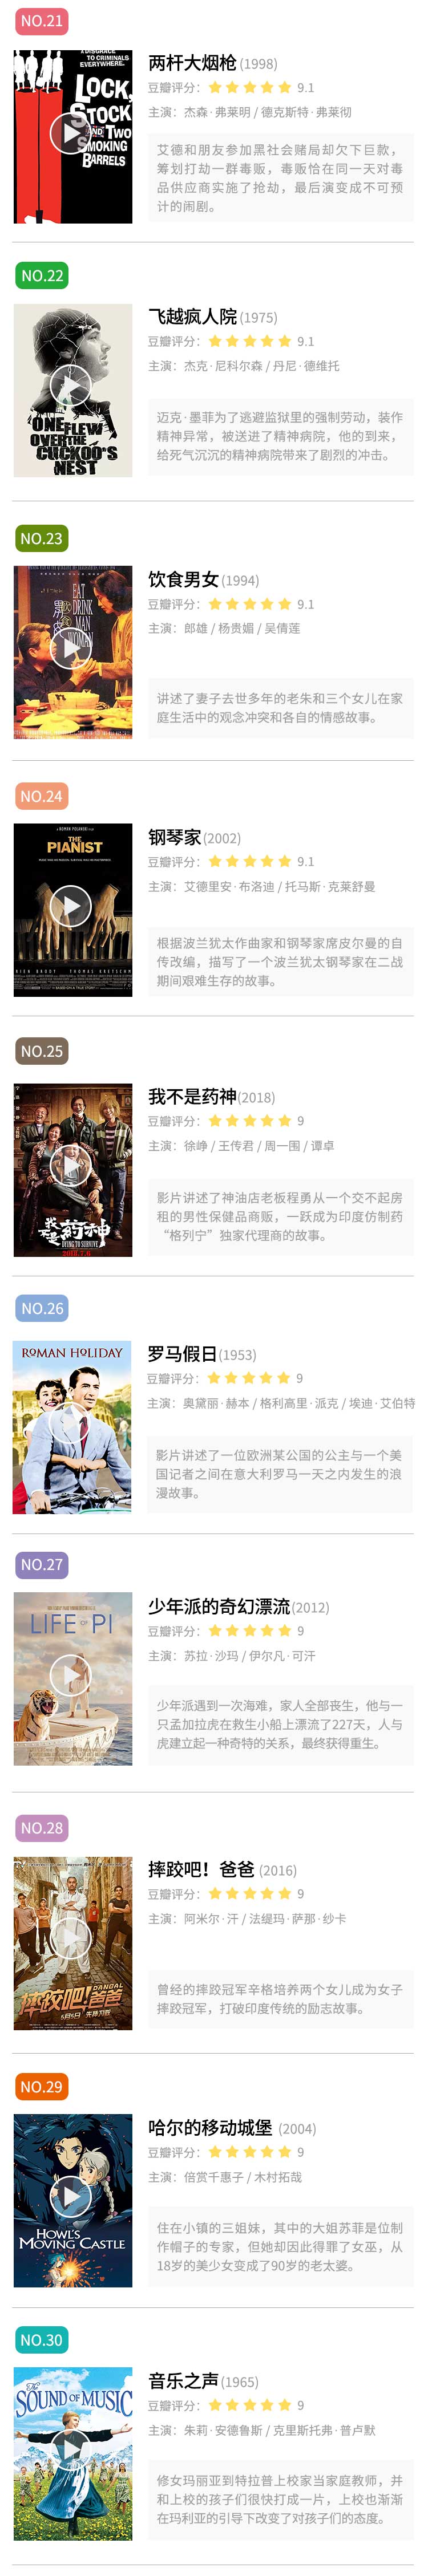 NO.21
A DISGRACE TO CRIMINALS
EVERYWHERE.
LOCK,
STOCK
AND TWO
SMOKING
BARRELS
两杆大烟枪(1998)
豆瓣评分： 9.1
主演：杰森·弗莱明 / 德克斯特·弗莱彻
艾德和朋友参加黑社会赌局却欠下巨款，
筹划打劫一群毒贩，毒贩恰在同一天对毒
品供应商实施了抢劫，最后演变成不可预
计的闹剧。
NO.22
ONE FLEW
OVER THE
CUCKOO'S
NEST
飞越疯人院(1975)
豆瓣评分： 9.1
主演：杰克·尼科尔森 / 丹尼·德维托
迈克·墨菲为了逃避监狱里的强制劳动，装作
精神异常，被送进了精神病院，他的到来，
给死气沉沉的精神病院带来了剧烈的冲击。
NO.23
EAT
DRINK
MAN
WOMAN
饮食男女
饮食男女(1994)
豆瓣评分： 9.1
主演：郎雄 / 杨贵媚 / 吴倩莲
讲述了妻子去世多年的老朱和三个女儿在家
庭生活中的观念冲突和各自的情感故事。
NO.24
A ROMAN POLANSKI FILM
THE
PIANIST
钢琴家(2002)
豆瓣评分： 9.1
主演：艾德里安·布洛迪 / 托马斯·克莱舒曼
根据波兰犹太作曲家和钢琴家席皮尔曼的自
传改编，描写了一个波兰犹太钢琴家在二战
期间艰难生存的故事。
NO.25
我不是药神
DYING TO SURVIVE
2018.7.6
我不是药神(2018)
豆瓣评分： 9
主演：徐峥 / 王传君 / 周一围 / 谭卓
影片讲述了神油店老板程勇从一个交不起房
租的男性保健品商贩，一跃成为印度仿制药
“格列宁”独家代理商的故事。
NO.26
ROMAN HOLIDAY
罗马假日(1953)
豆瓣评分： 9
主演：奥黛丽·赫本 / 格利高里·派克 / 埃迪·艾伯特
影片讲述了一位欧洲某公国的公主与一个美
国记者之间在意大利罗马一天之内发生的浪
漫故事。
NO.27
LIFE OF PI
少年派的奇幻漂流(2012)
豆瓣评分： 9
主演：苏拉·沙玛 / 伊尔凡·可汗
少年派遇到一次海难，家人全部丧生，他与一
只孟加拉虎在救生小船上漂流了227天，人与
虎建立起一种奇特的关系，最终获得重生。
NO.28
DANGAL
摔跤吧!爸爸
5月5日
摔跤吧！爸爸 (2016)
豆瓣评分： 9
主演：阿米尔·汗 / 法缇玛·萨那·纱卡
曾经的摔跤冠军辛格培养两个女儿成为女子
摔跤冠军，打破印度传统的励志故事。
NO.29
HOWL'S
MOVING CASTLE
哈尔的移动城堡 (2004)
豆瓣评分： 9
主演：倍赏千惠子 / 木村拓哉
住在小镇的三姐妹，其中的大姐苏菲是位制
作帽子的专家，但她却因此得罪了女巫，从
18岁的美少女变成了90岁的老太婆。
NO.30
The
SOUND OF MUSIC
音乐之声(1965)
豆瓣评分： 9
主演：朱莉·安德鲁斯 / 克里斯托弗·普卢默
修女玛丽亚到特拉普上校家当家庭教师，并
和上校的孩子们很快打成一片，上校也渐渐
在玛利亚的引导下改变了对孩子们的态度。